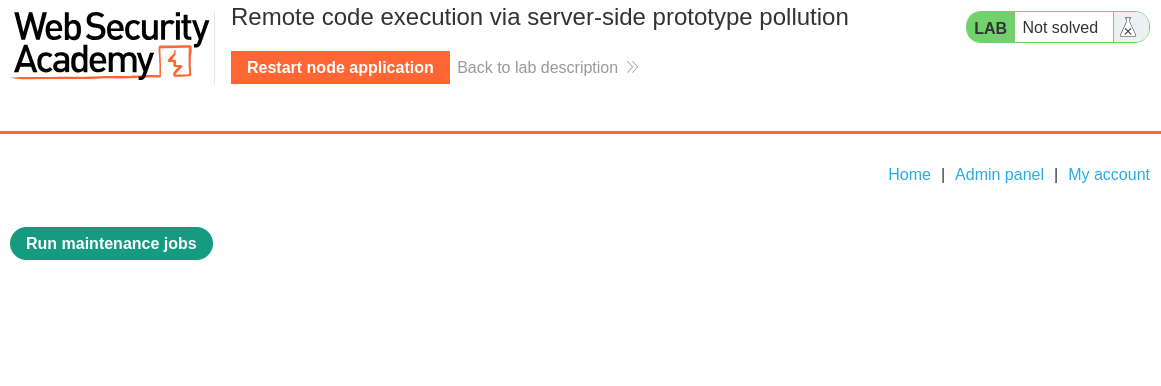 Web Security
Academy
Remote code execution via server-side prototype pollution
Restart node application
Back to lab description
LAB
Not solved
Home | Admin panel | My account
Run maintenance jobs